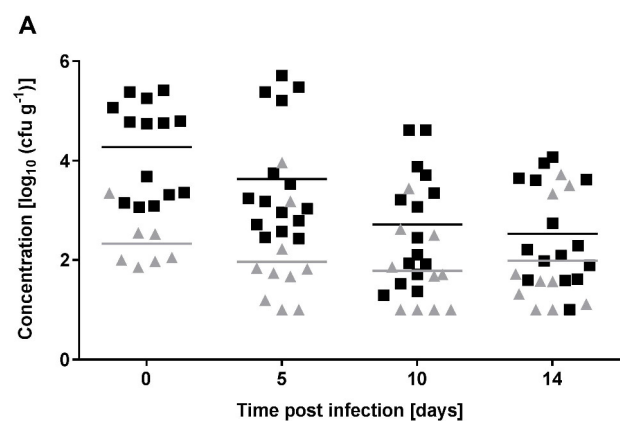 A
6
4
2
0
Concentration [log10 (cfu g-1)]
0 5 10 14
Time post infection [days]